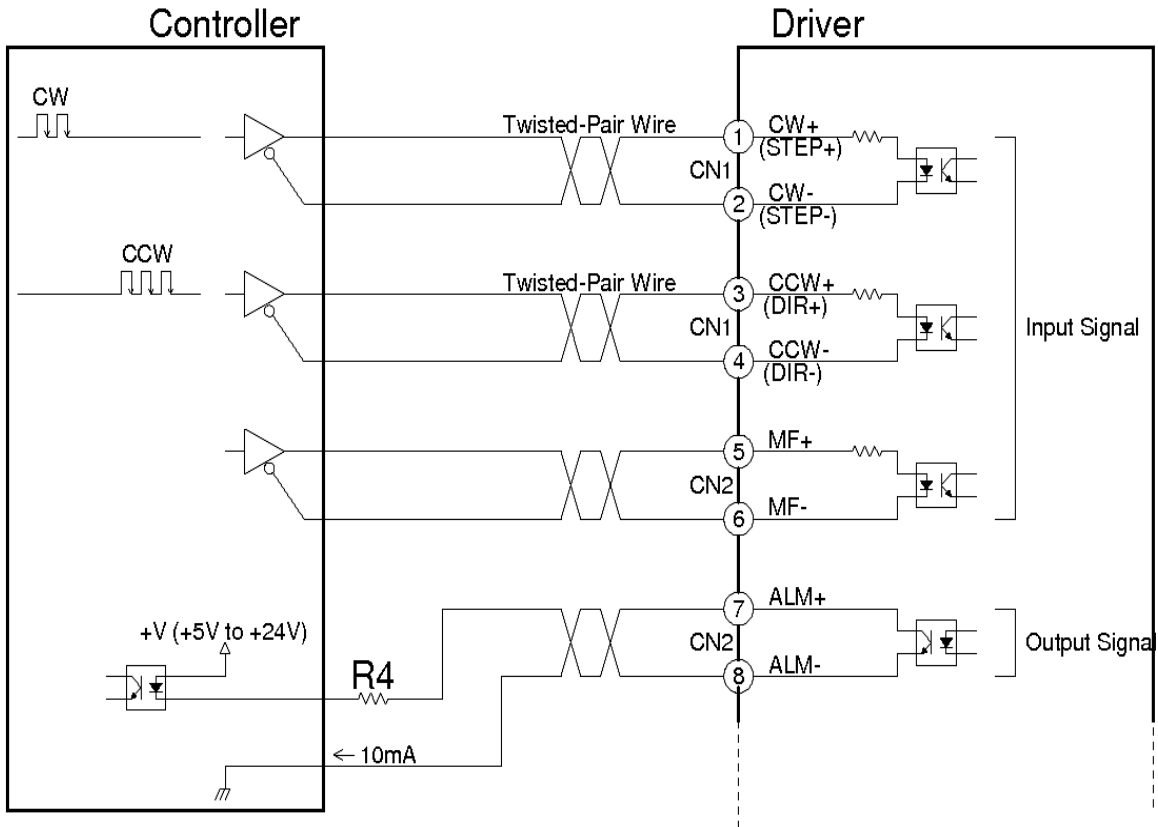 Controller
Driver
CW
Twisted-Pair Wire
1
CW+
(STEP+)
CN1
2
CW-
(STEP-)
CCW
Twisted-Pair Wire
3
CCW+
(DIR+)
CN1
Input Signal
4
CCW-
(DIR-)
5
MF+
CN2
6
MF-
7
ALM+
+V (+5V to +24V)
CN2
Output Signal
R4
8
ALM-
← 10mA